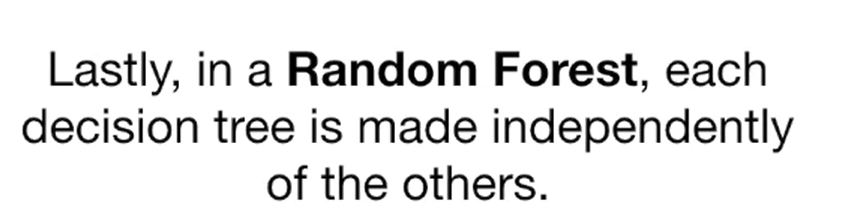 Lastly, in a Random Forest, each
decision tree is made independently
of the others.